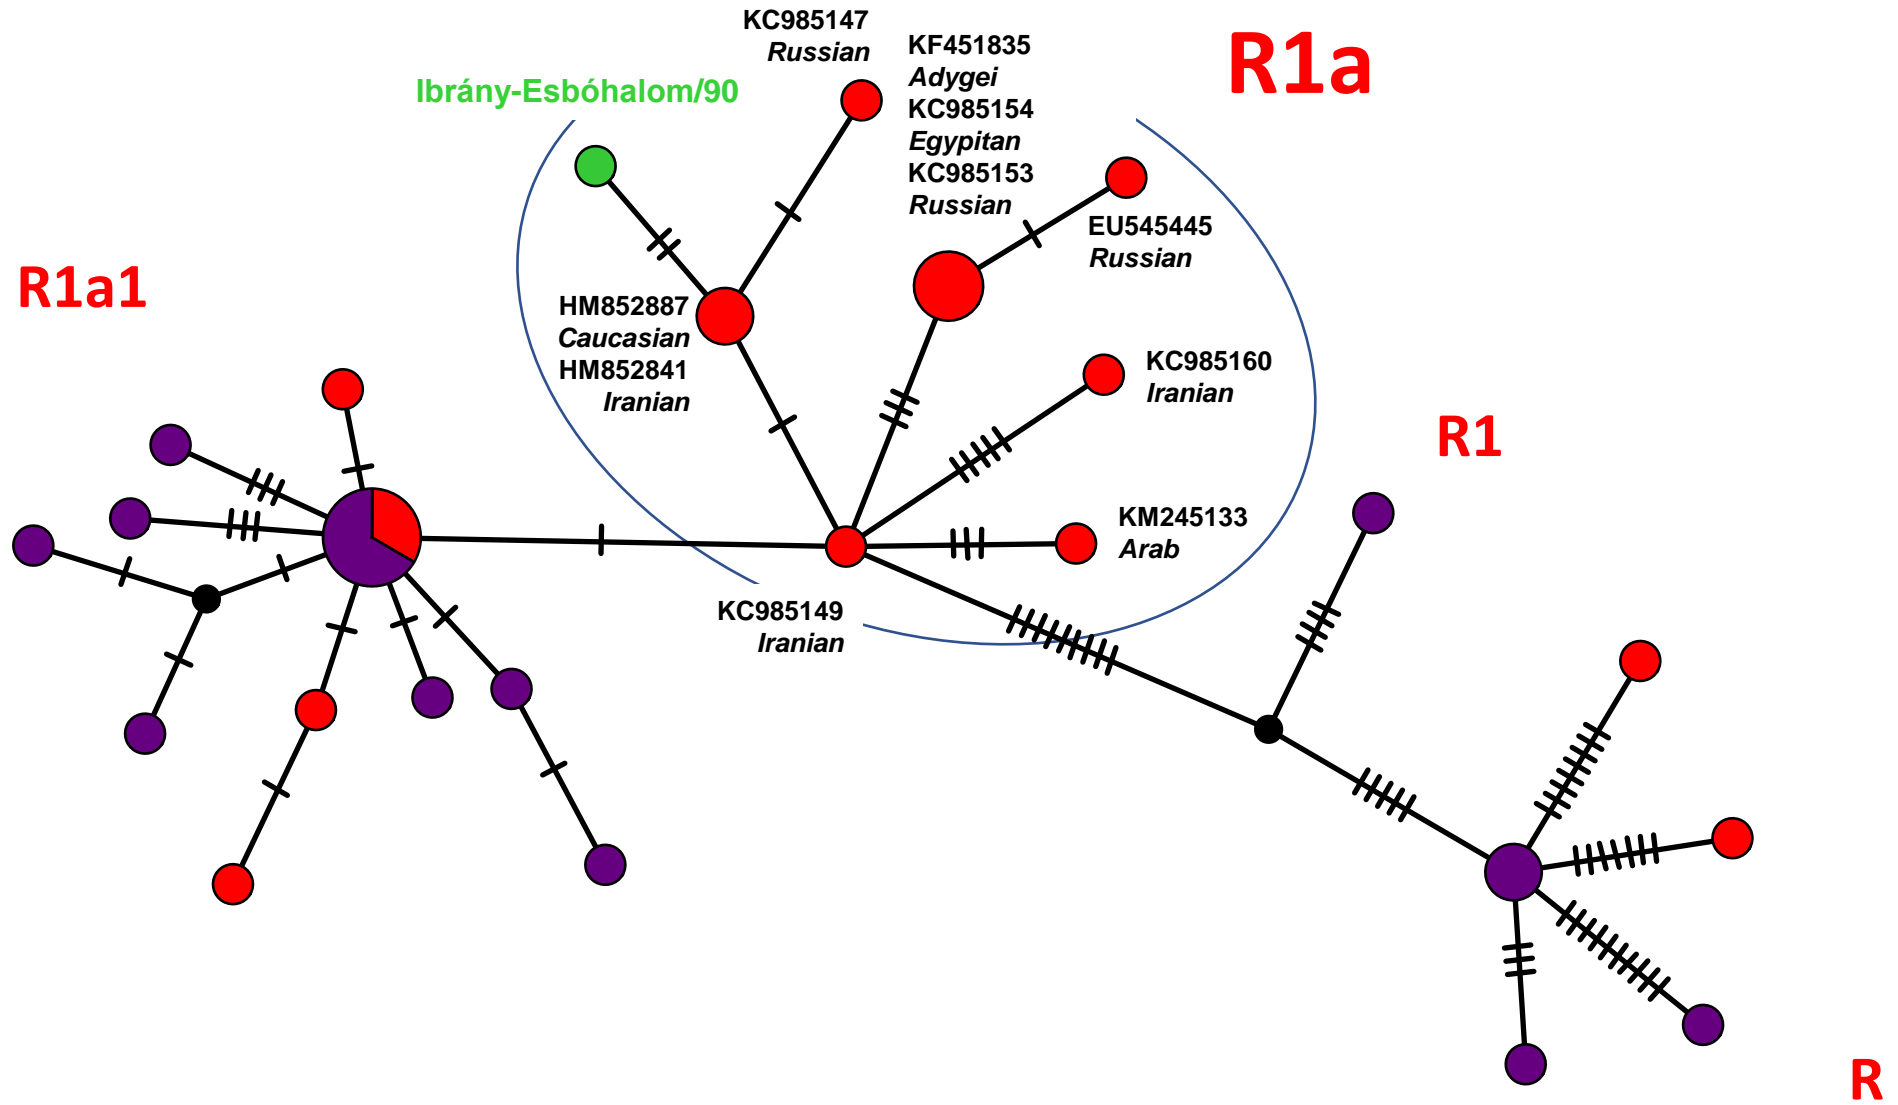 KC985147
Russian
KF451835
Adygei
KC985154
Egypitan
KC985153
Russian
R1a
Ibrány-Esbóhalom/90
EU545445
Russian
R1a1
HM852887
Caucasian
HM852841
Iranian
KC985160
Iranian
R1
KM245133
Arab
KC985149
Iranian
R